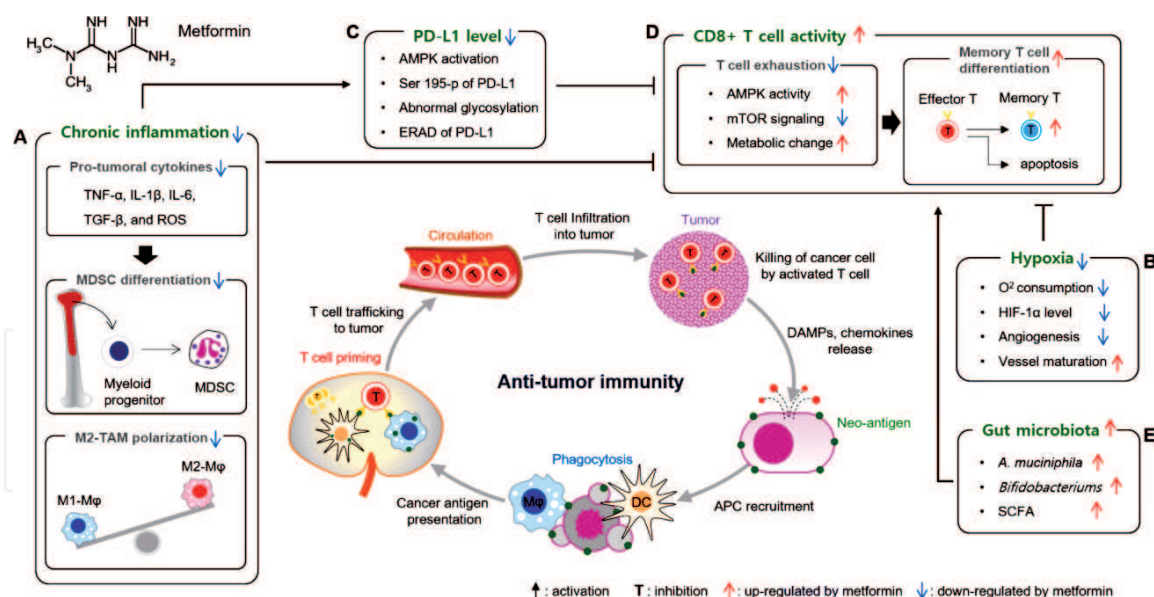 NH NH
H₃C
N N NH₂
H
CH₃
Metformin
A
Chronic inflammation ↓
Pro-tumoral cytokines ↓
TNF-α, IL-1β, IL-6,
TGF-β, and ROS
MDSC differentiation ↓
Myeloid
progenitor
MDSC
M2-TAM polarization ↓
M2-Mφ
M1-Mφ
C
PD-L1 level ↓
• AMPK activation
• Ser 195-p of PD-L1
• Abnormal glycosylation
• ERAD of PD-L1
D
CD8+ T cell activity ↑
T cell exhaustion ↓
• AMPK activity ↑
• mTOR signaling ↓
• Metabolic change ↑
Memory T cell
differentiation ↑
Effector T Memory T
T T ↑
apoptosis
Hypoxia ↓
B
• O² consumption ↓
• HIF-1α level ↓
• Angiogenesis ↓
• Vessel maturation ↑
Gut microbiota ↑
E
• A. muciniphila ↑
• Bifidobacteriums ↑
• SCFA ↑
Circulation
T T T T
T cell Infiltration
into tumor
Tumor
T T T T
Killing of cancer cell
by activated T cell
DAMPs, chemokines
release
Neo-antigen
APC recruitment
Phagocytosis
Mφ DC
Cancer antigen
presentation
T cell priming
T T
T cell trafficking
to tumor
Anti-tumor immunity
↑ : activation T : inhibition ↑ : up-regulated by metformin ↓ : down-regulated by metformin